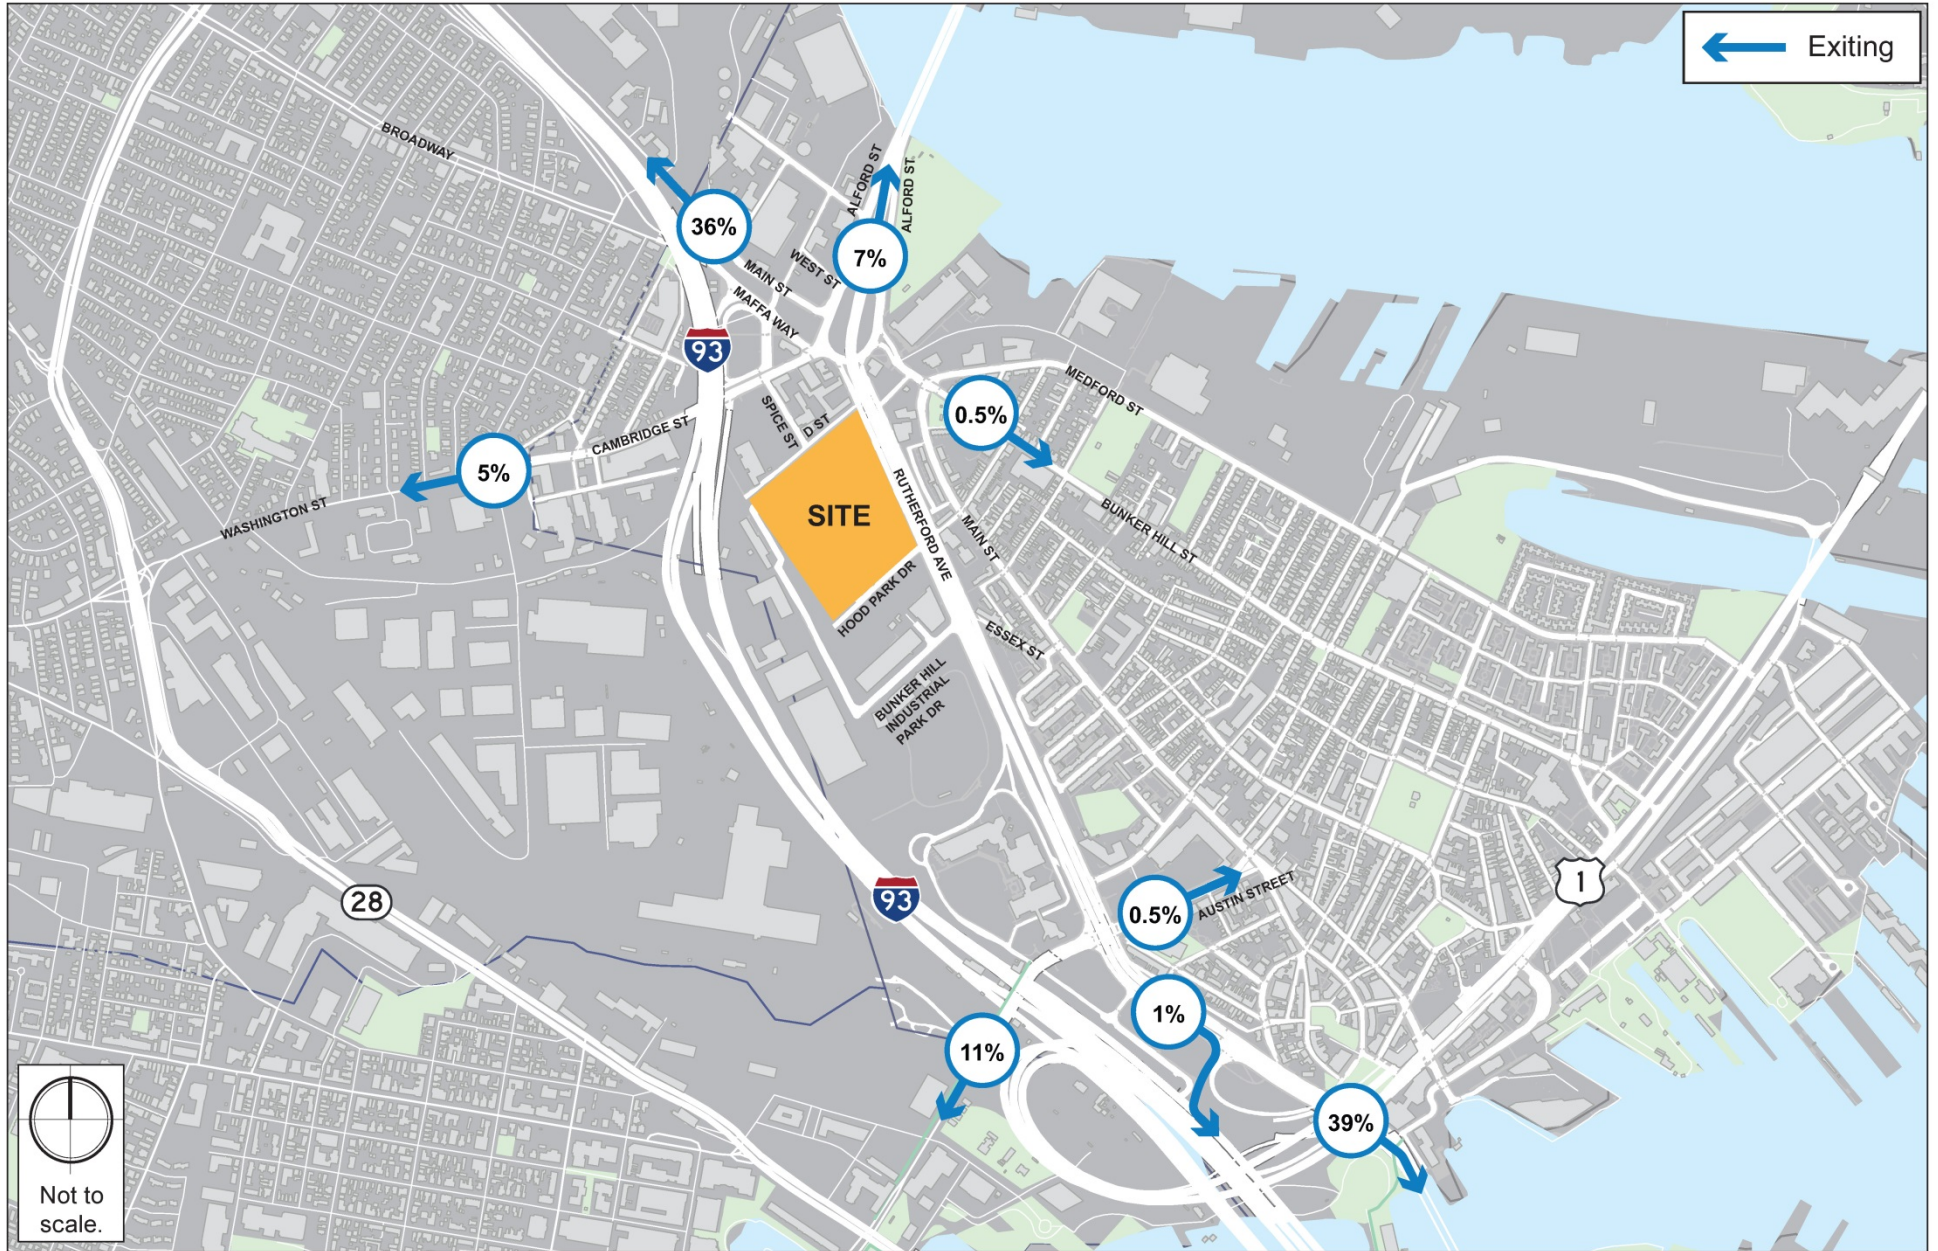 Exiting
BROADWAY
ALFORD ST
ALFORD ST
36%
7%
WEST ST
MAIN ST
MAFFA WAY
93
0.5%
MEDFORD ST
SPICE ST
D ST
CAMBRIDGE ST
5%
WASHINGTON ST
SITE
RUTHERFORD AVE
MAIN ST
BUNKER HILL ST
HOOD PARK DR
ESSEX ST
BUNKER HILL
INDUSTRIAL
PARK DR
28
93
1
0.5%
AUSTIN STREET
1%
11%
39%
Not to
scale.